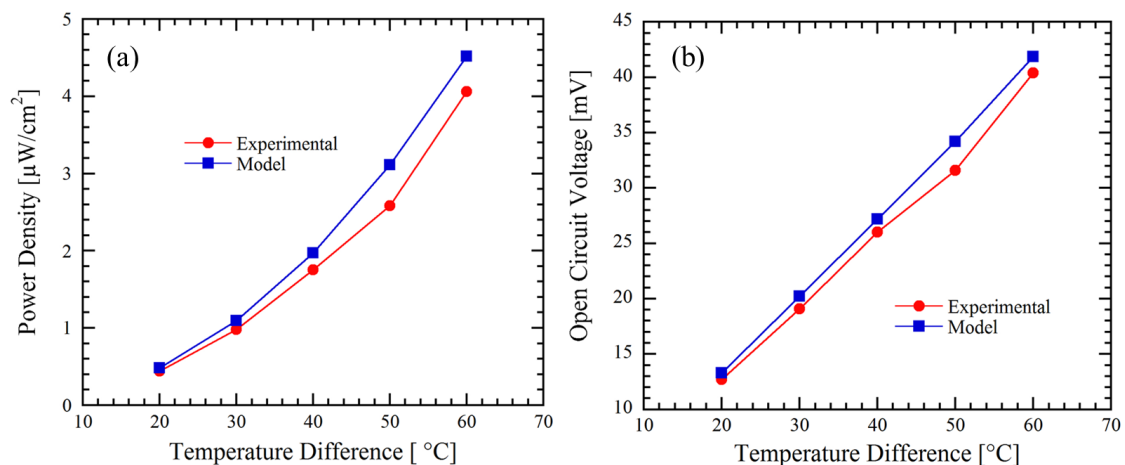 (a)
Power Density [µW/cm²]
5
4
3
2
1
0
Experimental
Model
10 20 30 40 50 60 70
Temperature Difference [ °C]
(b)
Open Circuit Voltage [mV]
45
40
35
30
25
20
15
10
Experimental
Model
10 20 30 40 50 60 70
Temperature Difference [°C]